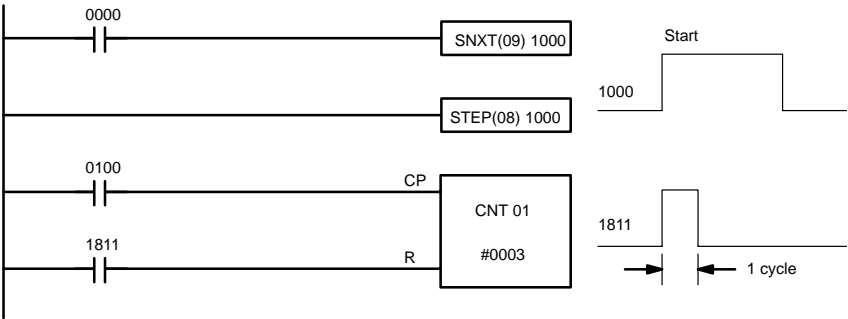 0000
SNXT(09) 1000
Start
1000
STEP(08) 1000
0100
CP
CNT 01
#0003
1811
R
1811
1 cycle